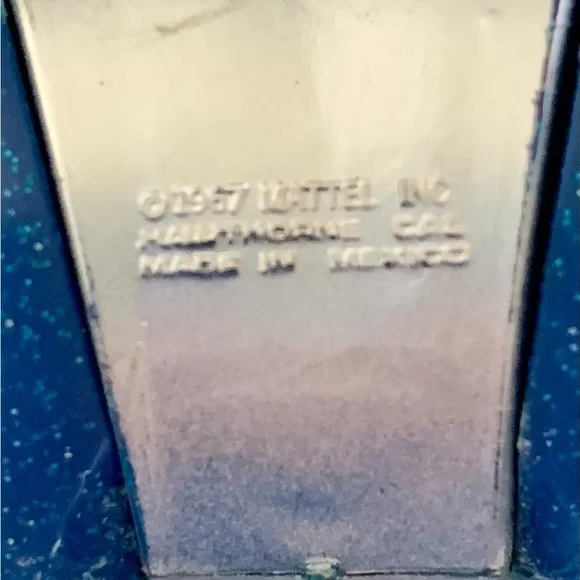 ©1967 MATTEL INC
HAWTHORNE CAL
MADE IN MEXICO